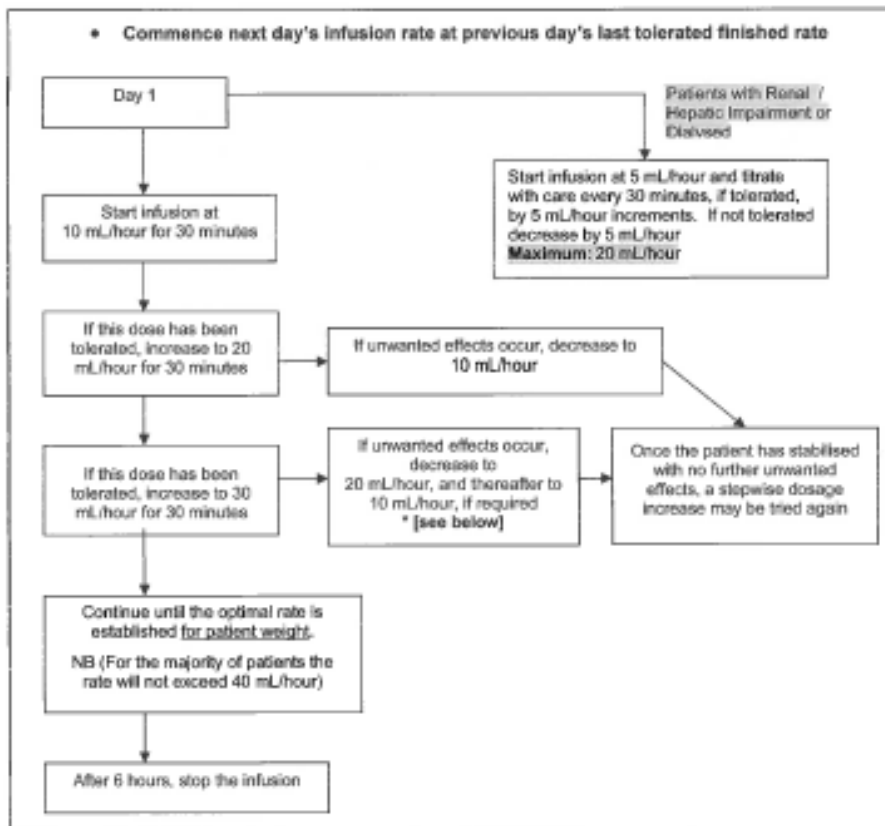 • Commence next day's infusion rate at previous day's last tolerated finished rate
Day 1
Patients with Renal /
Hepatic Impairment or
Dialysed
Start infusion at 5 mL/hour and titrate
with care every 30 minutes, if tolerated,
by 5 mL/hour increments. If not tolerated
decrease by 5 mL/hour
Maximum: 20 mL/hour
Start infusion at
10 mL/hour for 30 minutes
If this dose has been
tolerated, increase to 20
mL/hour for 30 minutes
If unwanted effects occur, decrease to
10 mL/hour
If this dose has been
tolerated, increase to 30
mL/hour for 30 minutes
If unwanted effects occur,
decrease to
20 mL/hour, and thereafter to
10 mL/hour, if required
* [see below]
Once the patient has stabilised
with no further unwanted
effects, a stepwise dosage
increase may be tried again
Continue until the optimal rate is
established for patient weight.
NB (For the majority of patients the
rate will not exceed 40 mL/hour)
After 6 hours, stop the infusion